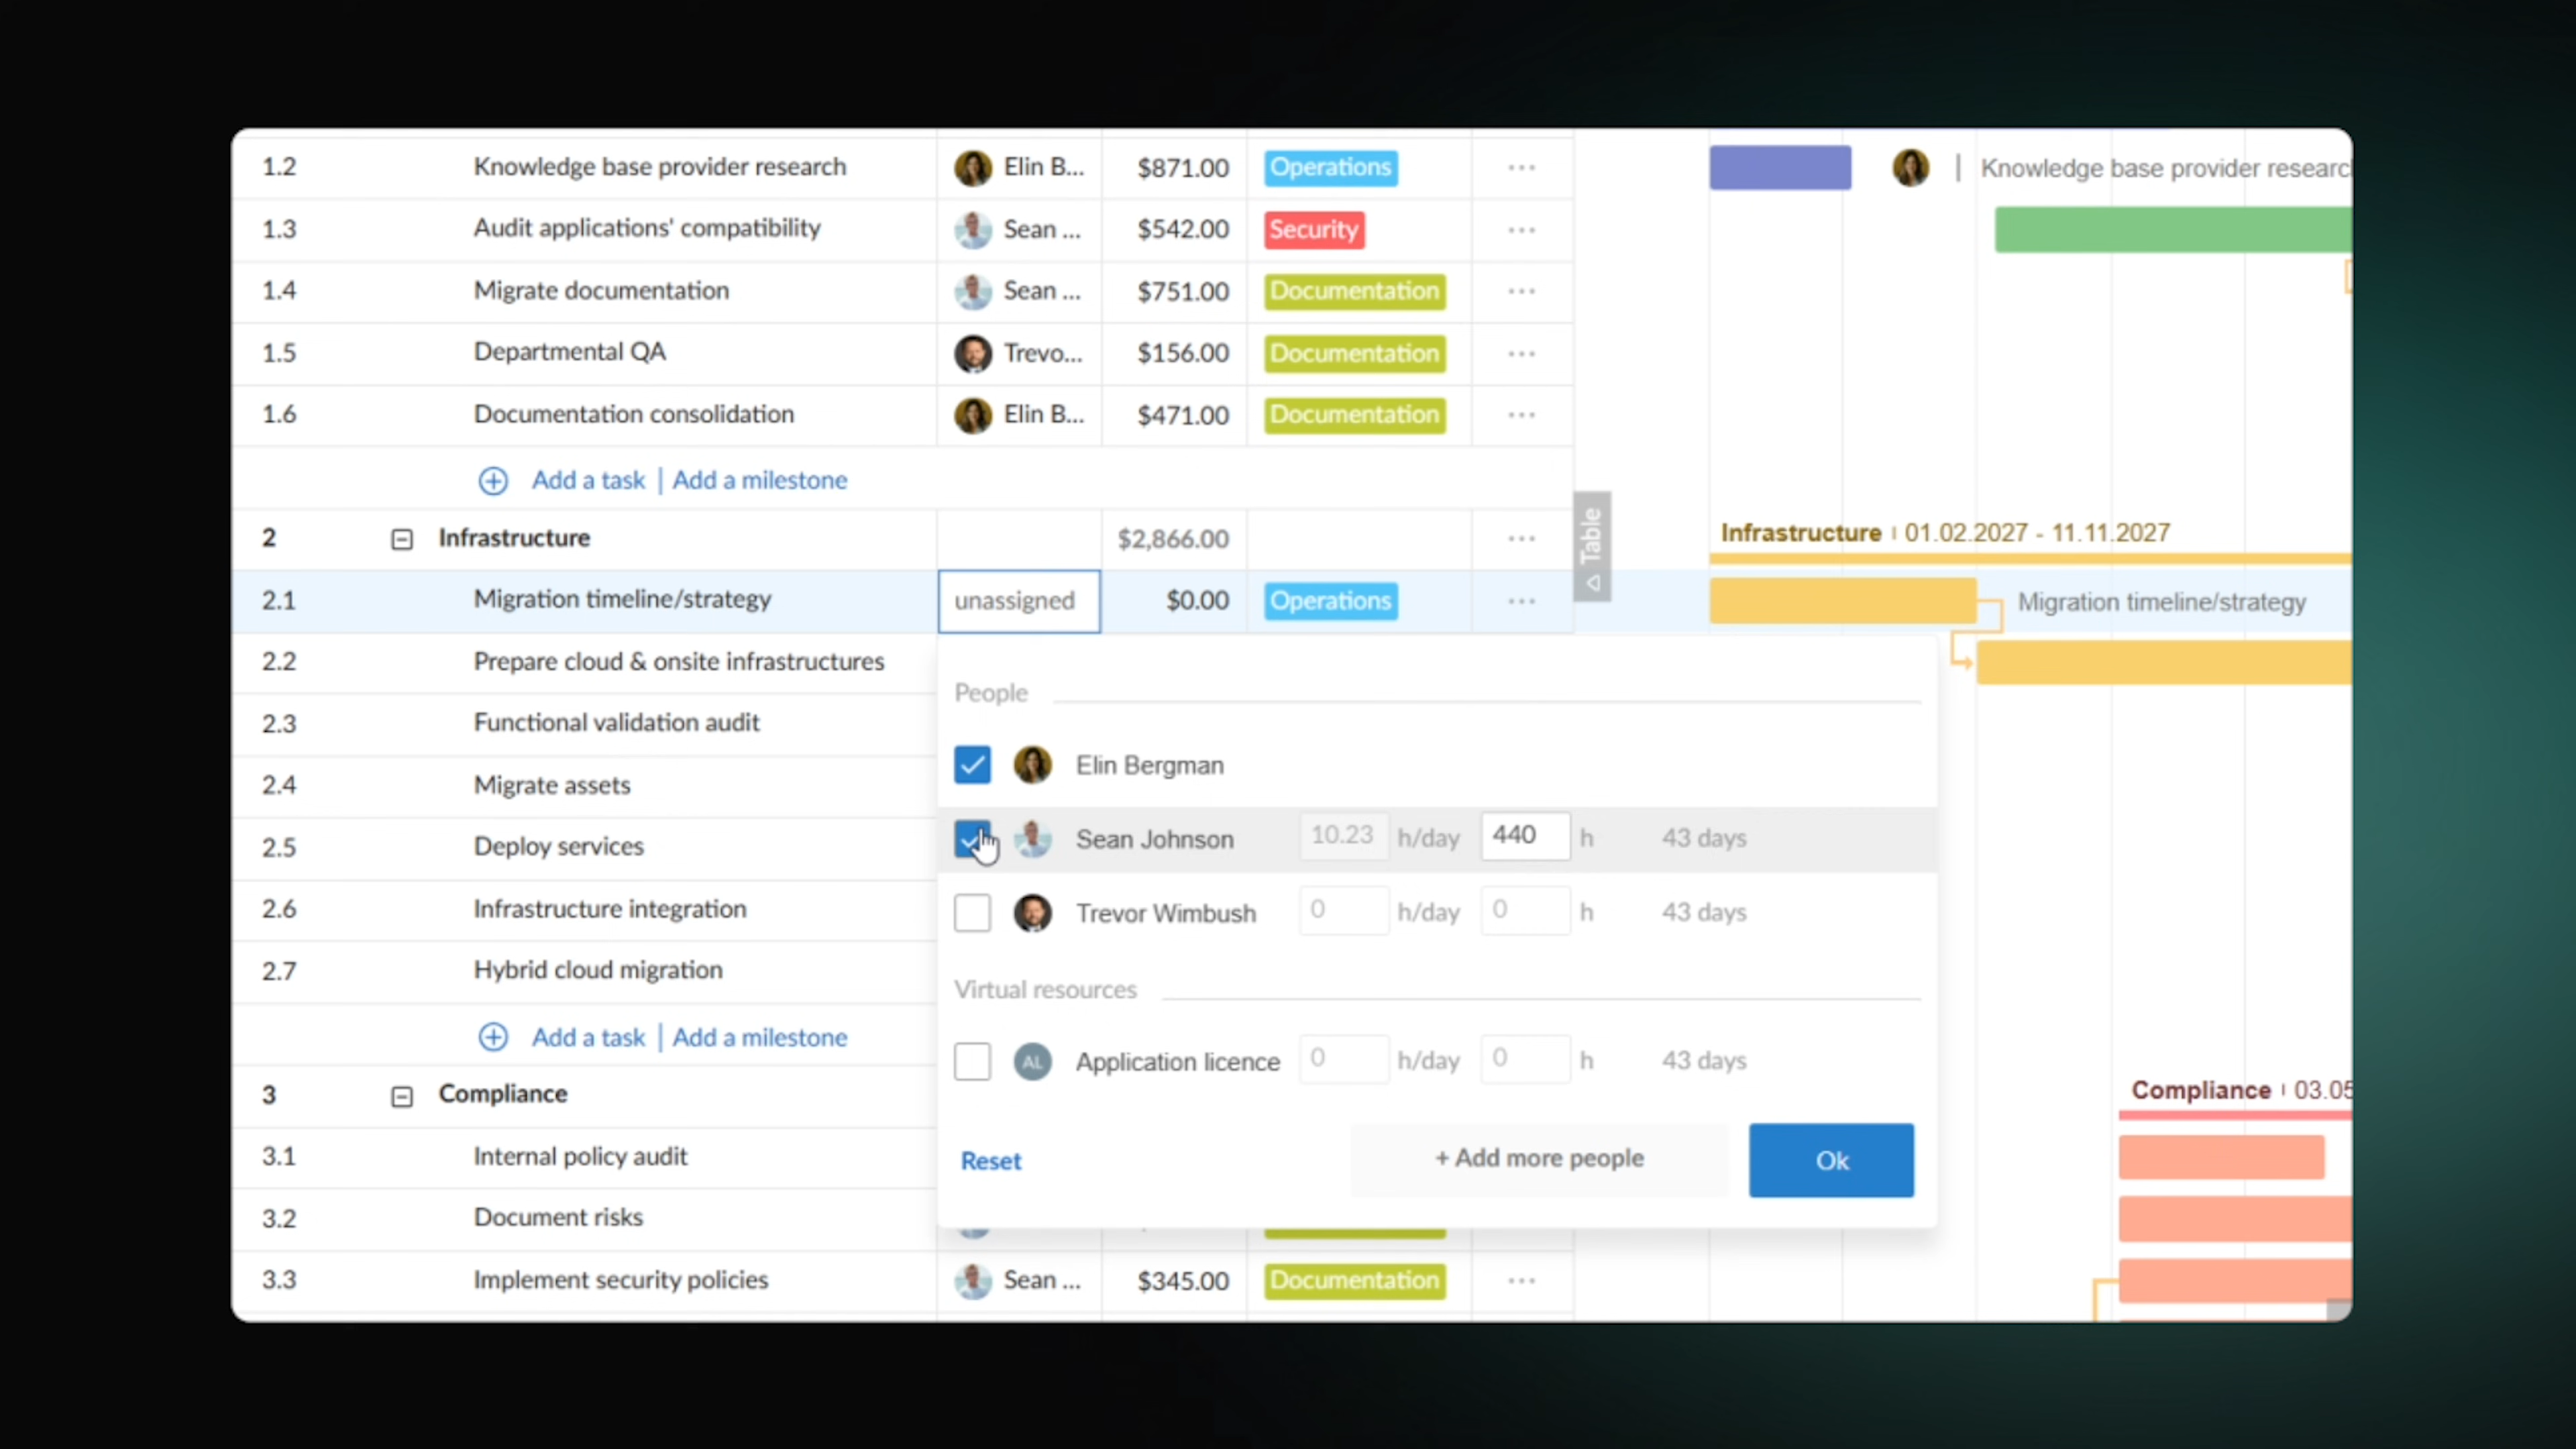 1.2 Knowledge base provider research Elin B... $871.00 Operations ... Knowledge base provider researc
1.3 Audit applications' compatibility Sean ... $542.00 Security ...
1.4 Migrate documentation Sean ... $751.00 Documentation ...
1.5 Departmental QA Trevo... $156.00 Documentation ...
1.6 Documentation consolidation Elin B... $471.00 Documentation ...
Add a task | Add a milestone
Table
2 Infrastructure $2,866.00 ... Infrastructure | 01.02.2027 - 11.11.2027
2.1 Migration timeline/strategy unassigned $0.00 Operations ... Migration timeline/strategy
2.2 Prepare cloud & onsite infrastructures
2.3 Functional validation audit
2.4 Migrate assets
2.5 Deploy services
2.6 Infrastructure integration
2.7 Hybrid cloud migration
Add a task | Add a milestone
People
Elin Bergman
Sean Johnson 10.23 h/day 440 h 43 days
Trevor Wimbush 0 h/day 0 h 43 days
Virtual resources
AL Application licence 0 h/day 0 h 43 days
Reset + Add more people Ok
3 Compliance Compliance | 03.05
3.1 Internal policy audit
3.2 Document risks
3.3 Implement security policies Sean ... $345.00 Documentation ...